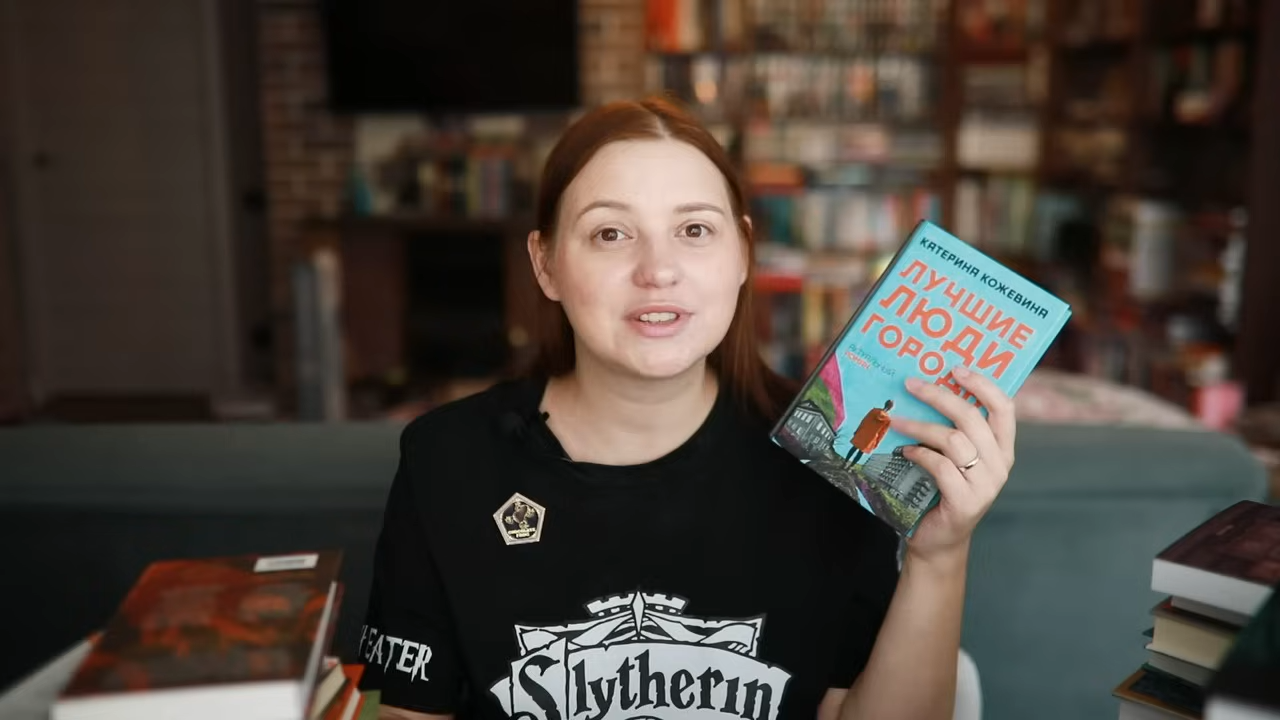 КАТЕРИНА КОЖЕВИНА
ЛУЧШИЕ
ЛЮДИ
ГОРОДА
Slytherin
EATER